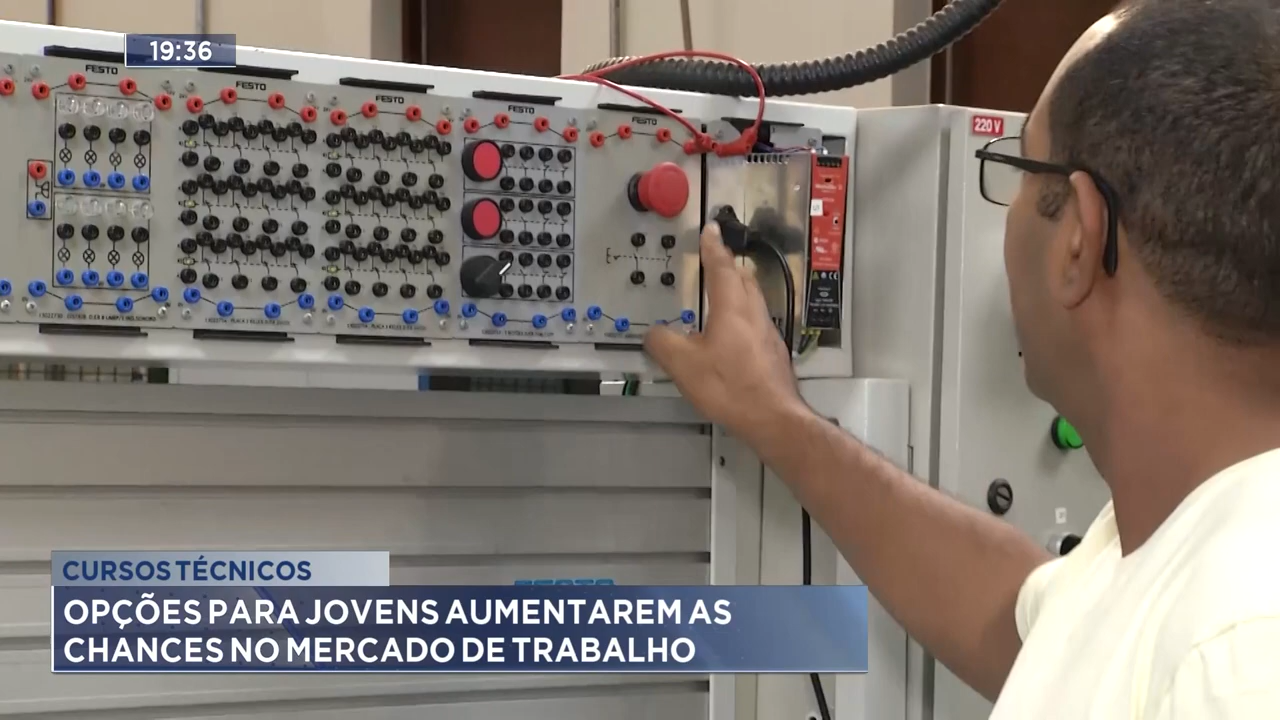 19:36
FESTO
FESTO
FESTO
FESTO
FESTO
220 V
FESTO
CURSOS TÉCNICOS
OPÇÕES PARA JOVENS AUMENTAREM AS
CHANCES NO MERCADO DE TRABALHO